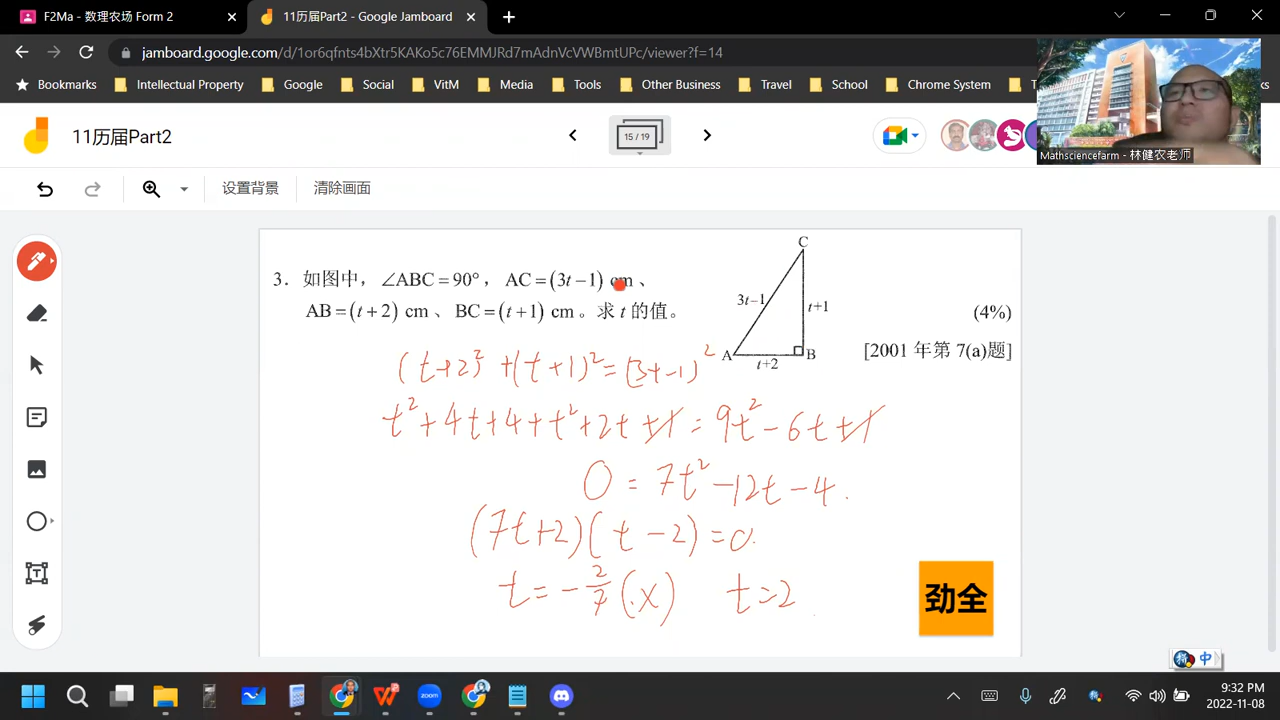 F2Ma - 数理农场 Form 2
11历届Part2 - Google Jamboard
jamboard.google.com/d/1or6qfnts4bXtr5KAKo5c76EMMJRd7m/dnVcVWBmtUPc/viewer?f=14
Bookmarks
Intellectual Property
Google
VitM
Media
Tools
Other Business
Travel
School
Chrome System
Mathsciencefarm - 林健农老师
11历届Part2
15 / 19
设置背景
清除画面
3. 如图中，∠ABC = 90°， AC = (3t − 1) cm、
AB = (t + 2) cm 、 BC = (t + 1) cm 。求 t 的值。
(4%)
[2001 年第 7(a)题]
C
3t−1
t+1
A
B
t+2
(t+2)² + (t+1)² = (3t-1)²
t² + 4t + 4 + t² + 2t +1 = 9t² - 6t +1
0 = 7t² - 12t - 4.
(7t+2)(t-2) = 0.
t = -2/7 (.X) t = 2
劲全
中
9:32 PM
2022-11-08